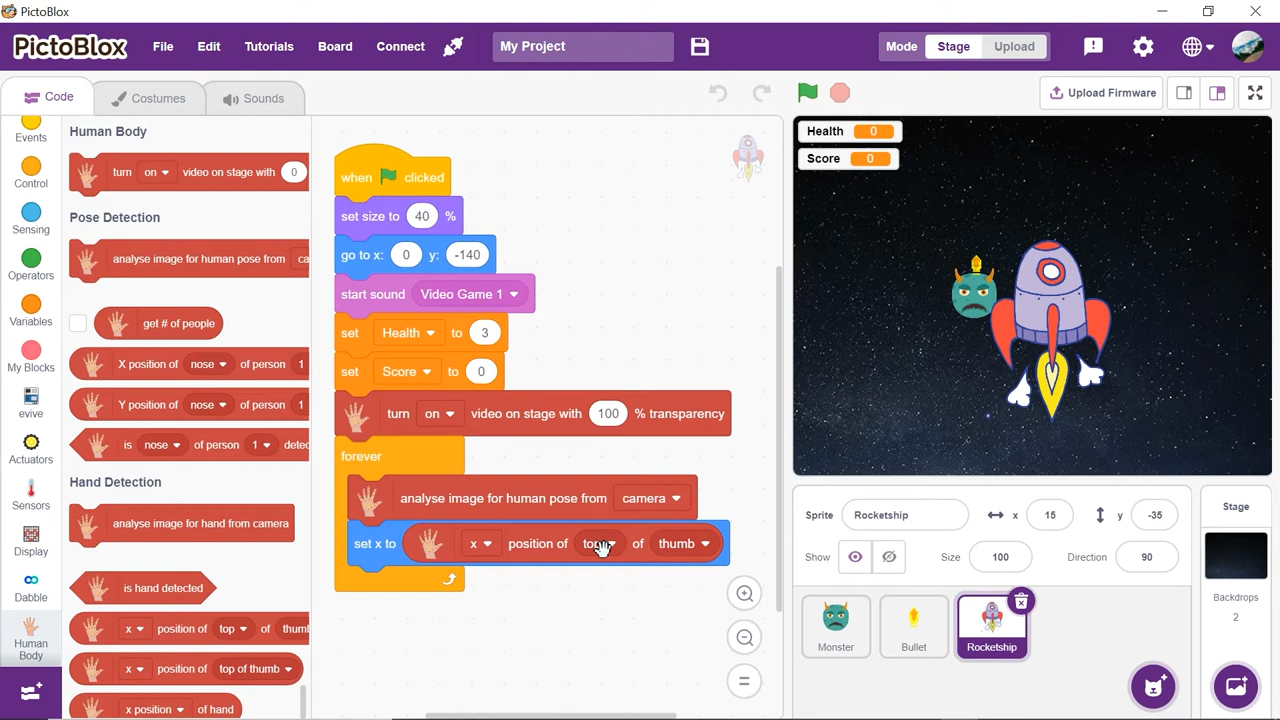 PictoBlox
PictoBlox File Edit Tutorials Board Connect My Project Mode Stage Upload
Code Costumes Sounds Upload Firmware
Events
Control
Sensing
Operators
Variables
My Blocks
evive
Actuators
Sensors
Display
Dabble
Human
Body
Human Body
turn on video on stage with 0
Pose Detection
analyse image for human pose from ca
get # of people
X position of nose of person 1
Y position of nose of person 1
is nose of person 1 detec
Hand Detection
analyse image for hand from camera
is hand detected
x position of top of thumb
x position of top of thumb
x position of hand
when clicked
set size to 40 %
go to x: 0 y: -140
start sound Video Game 1
set Health to 3
set Score to 0
turn on video on stage with 100 % transparency
forever
analyse image for human pose from camera
set x to x position of top of thumb
Health 0
Score 0
Sprite Rocketship x 15 y -35
Show Size 100 Direction 90
Monster Bullet Rocketship
Stage
Backdrops
2